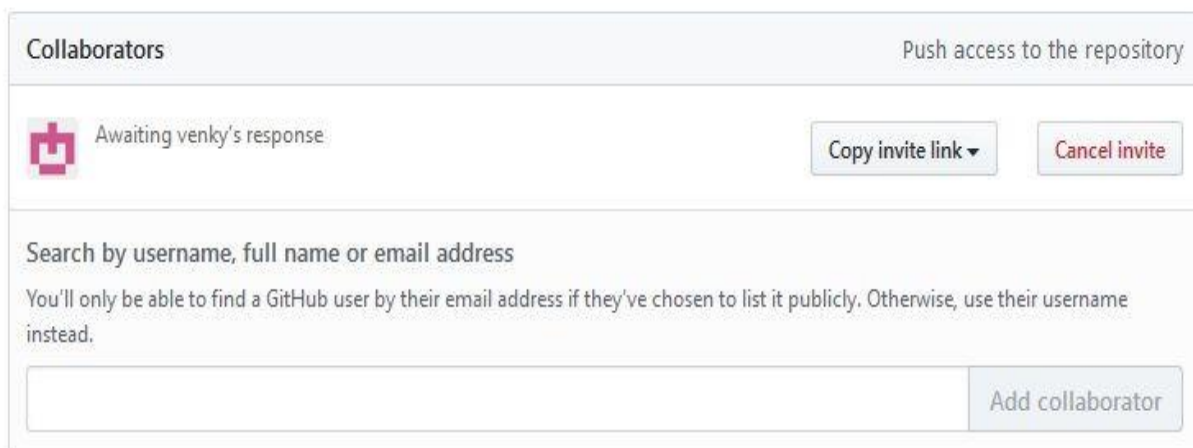 Collaborators Push access to the repository
Awaiting venky's response Copy invite link Cancel invite
Search by username, full name or email address
You'll only be able to find a GitHub user by their email address if they've chosen to list it publicly. Otherwise, use their username
instead.
Add collaborator